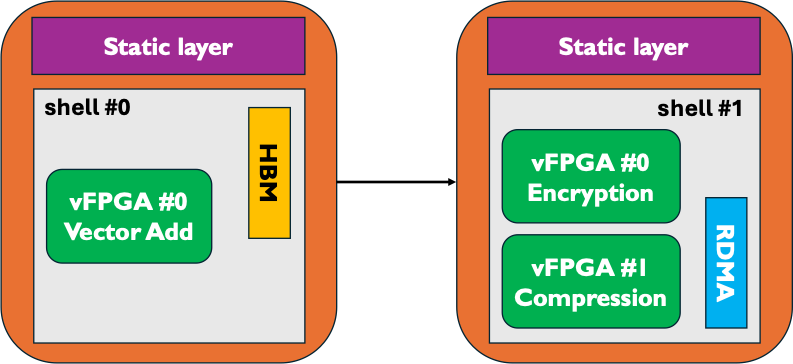 Static layer
shell #0
HBM
vFPGA #0
Vector Add
Static layer
shell #1
vFPGA #0
Encryption
vFPGA #1
Compression
RDMA